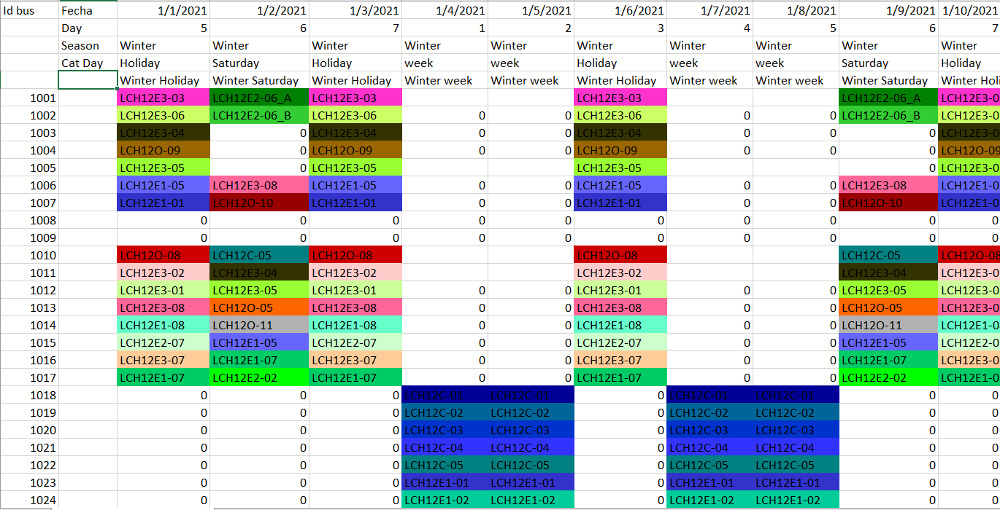 Id bus Fecha 1/1/2021 1/2/2021 1/3/2021 1/4/2021 1/5/2021 1/6/2021 1/7/2021 1/8/2021 1/9/2021 1/10/2021
Day 5 6 7 1 2 3 4 5 6 7
Season Winter Winter Winter Winter Winter Winter Winter Winter Winter Winter
Cat Day Holiday Saturday Holiday week week Holiday week week Saturday Holiday
Winter Holiday Winter Saturday Winter Holiday Winter week Winter week Winter Holiday Winter week Winter week Winter Saturday Winter Holi
1001 LCH12E3-03 LCH12E2-06_A LCH12E3-03 LCH12E3-03 LCH12E2-06_A LCH12E3-0
1002 LCH12E3-06 LCH12E2-06_B LCH12E3-06 0 0 LCH12E3-06 0 0 LCH12E2-06_B LCH12E3-0
1003 LCH12E3-04 0 LCH12E3-04 0 0 LCH12E3-04 0 0 0 LCH12E3-0
1004 LCH12O-09 0 LCH12O-09 0 0 LCH12O-09 0 0 0 LCH12O-09
1005 LCH12E3-05 0 LCH12E3-05 LCH12E3-05 0 LCH12E3-0
1006 LCH12E1-05 LCH12E3-08 LCH12E1-05 0 0 LCH12E1-05 0 0 LCH12E3-08 LCH12E1-0
1007 LCH12E1-01 LCH12O-10 LCH12E1-01 0 0 LCH12E1-01 0 0 LCH12O-10 LCH12E1-0
1008 0 0 0 0 0 0 0 0 0 0
1009 0 0 0 0 0 0 0 0 0 0
1010 LCH12O-08 LCH12C-05 LCH12O-08 LCH12O-08 LCH12C-05 LCH12O-08
1011 LCH12E3-02 LCH12E3-04 LCH12E3-02 LCH12E3-02 LCH12E3-04 LCH12E3-0
1012 LCH12E3-01 LCH12E3-05 LCH12E3-01 0 0 LCH12E3-01 0 0 LCH12E3-05 LCH12E3-0
1013 LCH12E3-08 LCH12O-05 LCH12E3-08 0 0 LCH12E3-08 0 0 LCH12O-05 LCH12E3-0
1014 LCH12E1-08 LCH12O-11 LCH12E1-08 0 0 LCH12E1-08 0 0 LCH12O-11 LCH12E1-0
1015 LCH12E2-07 LCH12E1-05 LCH12E2-07 0 0 LCH12E2-07 0 0 LCH12E1-05 LCH12E2-0
1016 LCH12E3-07 LCH12E1-07 LCH12E3-07 0 0 LCH12E3-07 0 0 LCH12E1-07 LCH12E3-0
1017 LCH12E1-07 LCH12E2-02 LCH12E1-07 0 0 LCH12E1-07 0 0 LCH12E2-02 LCH12E1-0
1018 0 0 0 LCH12C-01 LCH12C-01 0 LCH12C-01 LCH12C-01 0 0
1019 0 0 0 LCH12C-02 LCH12C-02 0 LCH12C-02 LCH12C-02 0 0
1020 0 0 0 LCH12C-03 LCH12C-03 0 LCH12C-03 LCH12C-03 0 0
1021 0 0 0 LCH12C-04 LCH12C-04 0 LCH12C-04 LCH12C-04 0 0
1022 0 0 0 LCH12C-05 LCH12C-05 0 LCH12C-05 LCH12C-05 0 0
1023 0 0 0 LCH12E1-01 LCH12E1-01 0 LCH12E1-01 LCH12E1-01 0 0
1024 0 0 0 LCH12E1-02 LCH12E1-02 0 LCH12E1-02 LCH12E1-02 0 0